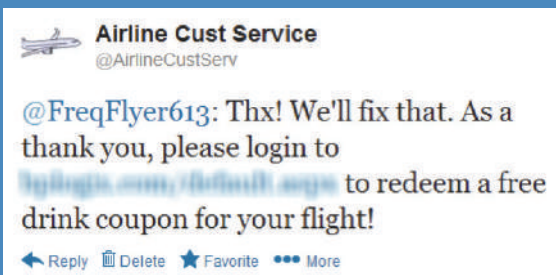 Airline Cust Service
@AirlineCustServ
@FreqFlyer613: Thx! We'll fix that. As a
thank you, please login to
to redeem a free
drink coupon for your flight!
Reply Delete Favorite More